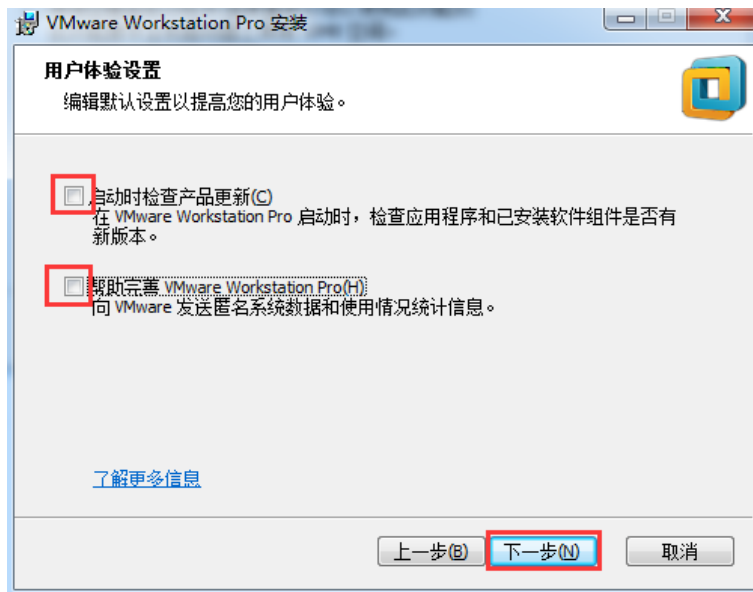 VMware Workstation Pro 安装
用户体验设置
编辑默认设置以提高您的用户体验。
启动时检查产品更新(C)
在 VMware Workstation Pro 启动时，检查应用程序和已安装软件组件是否有
新版本。
帮助完善 VMware Workstation Pro(H)
向 VMware 发送匿名系统数据和使用情况统计信息。
了解更多信息
上一步(B) 下一步(N) 取消